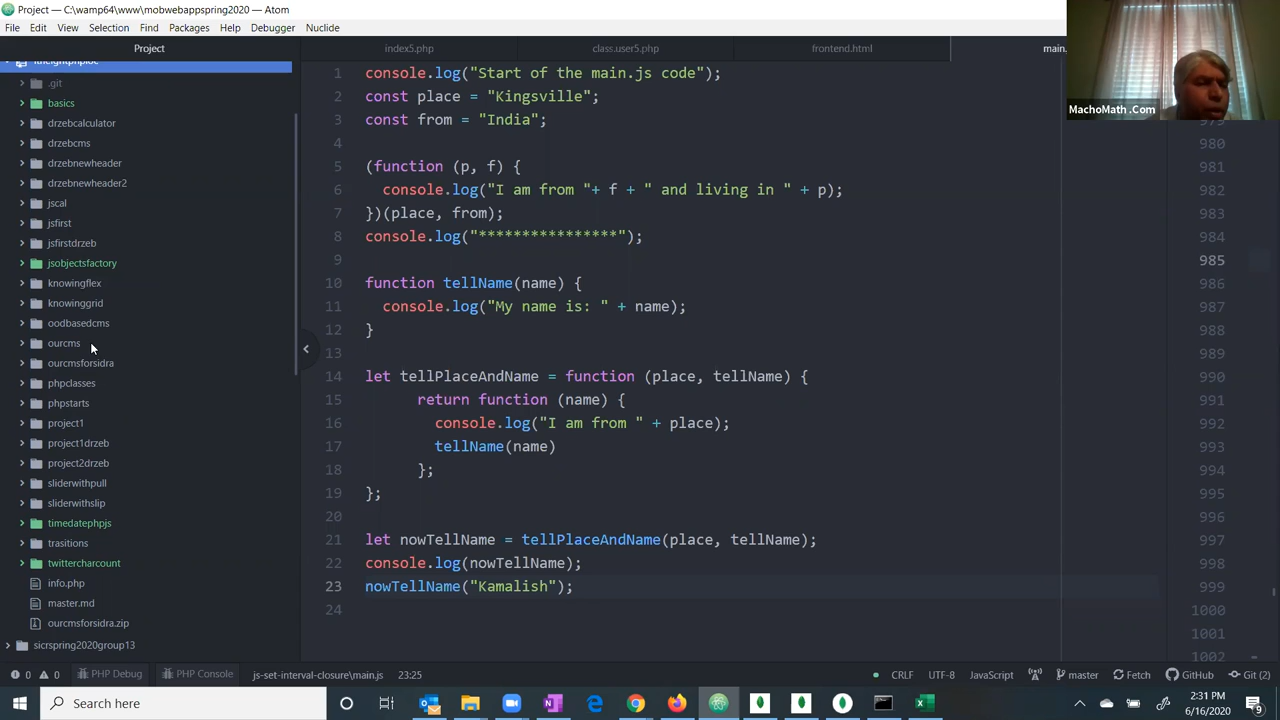 Project — C:\wamp64\www\mobwebappspring2020 — Atom
File Edit View Selection Find Packages Help Debugger Nuclide
Project
index5.php
class.user5.php
frontend.html
main.
.git
basics
drzebcalculator
drzebcms
drzebnewheader
drzebnewheader2
jscal
jsfirst
jsfirstdrzeb
jsobjectsfactory
knowingflex
knowinggrid
oodbasedcms
ourcms
ourcmsforsidra
phpclasses
phpstarts
project1
project1drzeb
project2drzeb
sliderwithpull
sliderwithslip
timedatephpjs
trasitions
twittercharcount
info.php
master.md
ourcmsforsidra.zip
sicrspring2020group13
1 console.log("Start of the main.js code");
2 const place = "Kingsville";
3 const from = "India";
4
5 (function (p, f) {
6 console.log("I am from "+ f + " and living in " + p);
7 })(place, from);
8 console.log("****************");
9
10 function tellName(name) {
11 console.log("My name is: " + name);
12 }
13
14 let tellPlaceAndName = function (place, tellName) {
15 return function (name) {
16 console.log("I am from " + place);
17 tellName(name)
18 };
19 };
20
21 let nowTellName = tellPlaceAndName(place, tellName);
22 console.log(nowTellName);
23 nowTellName("Kamalish");
24
MachoMath .Com
980
981
982
983
984
985
986
987
988
989
990
991
992
993
994
995
996
997
998
999
1000
1001
1002
0 0 PHP Debug PHP Console js-set-interval-closure\main.js 23:25 CRLF UTF-8 JavaScript master Fetch GitHub Git (2)
Search here
2:31 PM
6/16/2020
9